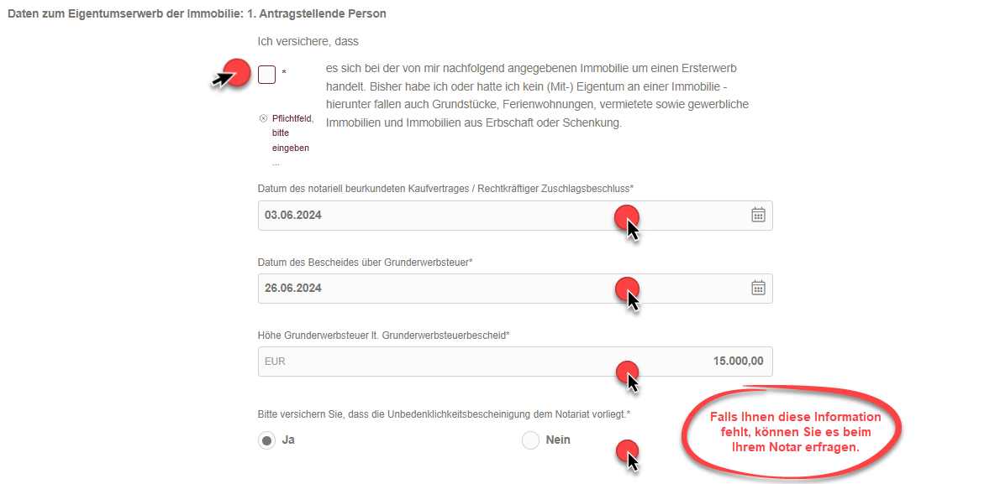 Daten zum Eigentumserwerb der Immobilie: 1. Antragstellende Person
Ich versichere, dass
*
es sich bei der von mir nachfolgend angegebenen Immobilie um einen Ersterwerb
handelt. Bisher habe ich oder hatte ich kein (Mit-) Eigentum an einer Immobilie -
hierunter fallen auch Grundstücke, Ferienwohnungen, vermietete sowie gewerbliche
Immobilien und Immobilien aus Erbschaft oder Schenkung.
Pflichtfeld,
bitte
eingeben
...
Datum des notariell beurkundeten Kaufvertrages / Rechtkräftiger Zuschlagsbeschluss*
03.06.2024
Datum des Bescheides über Grunderwerbsteuer*
26.06.2024
Höhe Grunderwerbsteuer lt. Grunderwerbsteuerbescheid*
EUR 15.000,00
Bitte versichern Sie, dass die Unbedenklichkeitsbescheinigung dem Notariat vorliegt.*
Ja Nein
Falls Ihnen diese Information
fehlt, können Sie es beim
Ihrem Notar erfragen.